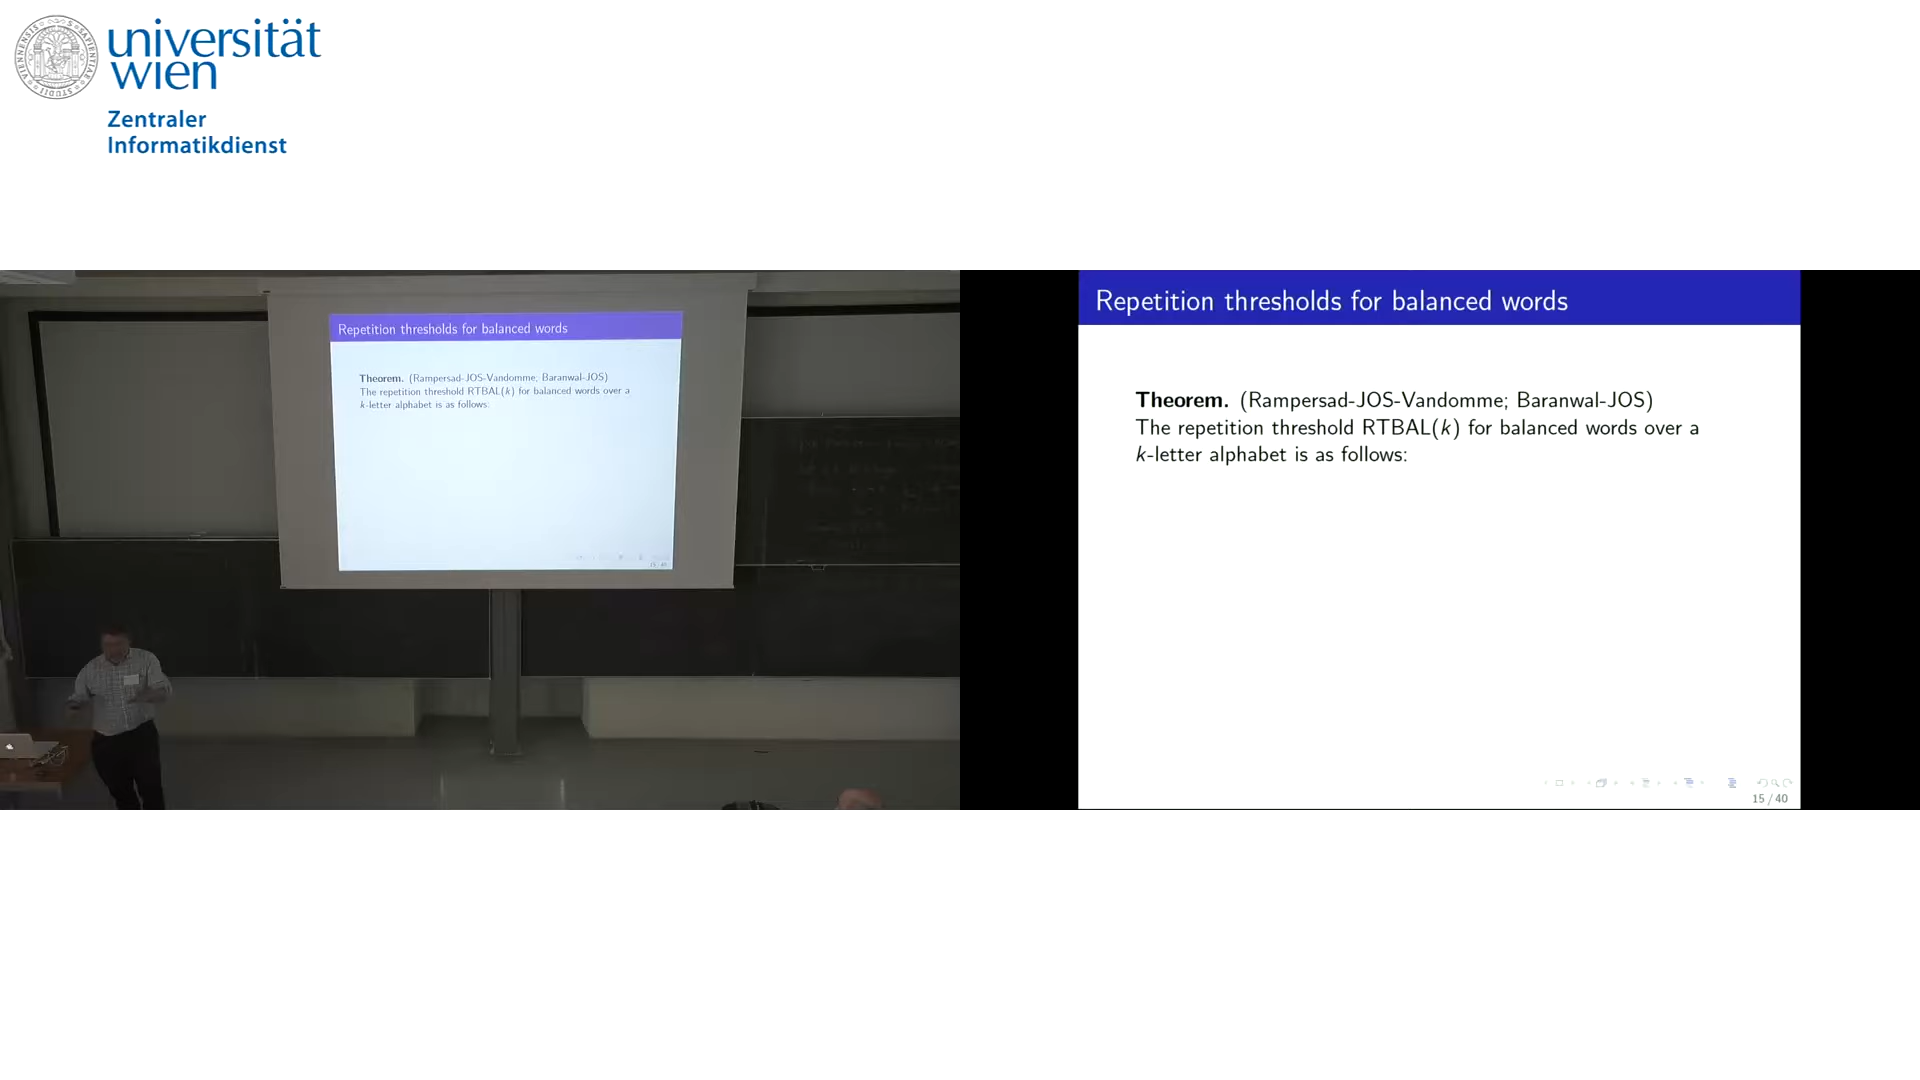 universität
wien
Zentraler
Informatikdienst
Repetition thresholds for balanced words
Theorem. (Rampersad-JOS-Vandomme; Baranwal-JOS)
The repetition threshold RTBAL(k) for balanced words over a
k-letter alphabet is as follows:
Repetition thresholds for balanced words
Theorem. (Rampersad-JOS-Vandomme; Baranwal-JOS)
The repetition threshold RTBAL(k) for balanced words over a
k-letter alphabet is as follows:
15 / 40